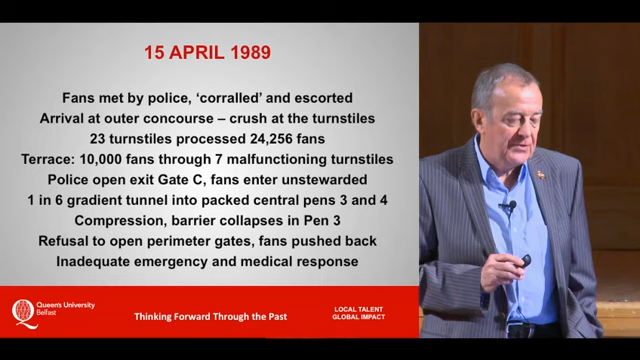 15 APRIL 1989
Fans met by police, ‘corralled’ and escorted
Arrival at outer concourse – crush at the turnstiles
23 turnstiles processed 24,256 fans
Terrace: 10,000 fans through 7 malfunctioning turnstiles
Police open exit Gate C, fans enter unstewarded
1 in 6 gradient tunnel into packed central pens 3 and 4
Compression, barrier collapses in Pen 3
Refusal to open perimeter gates, fans pushed back
Inadequate emergency and medical response
Queen's University
Belfast
Thinking Forward Through the Past
LOCAL TALENT
GLOBAL IMPACT